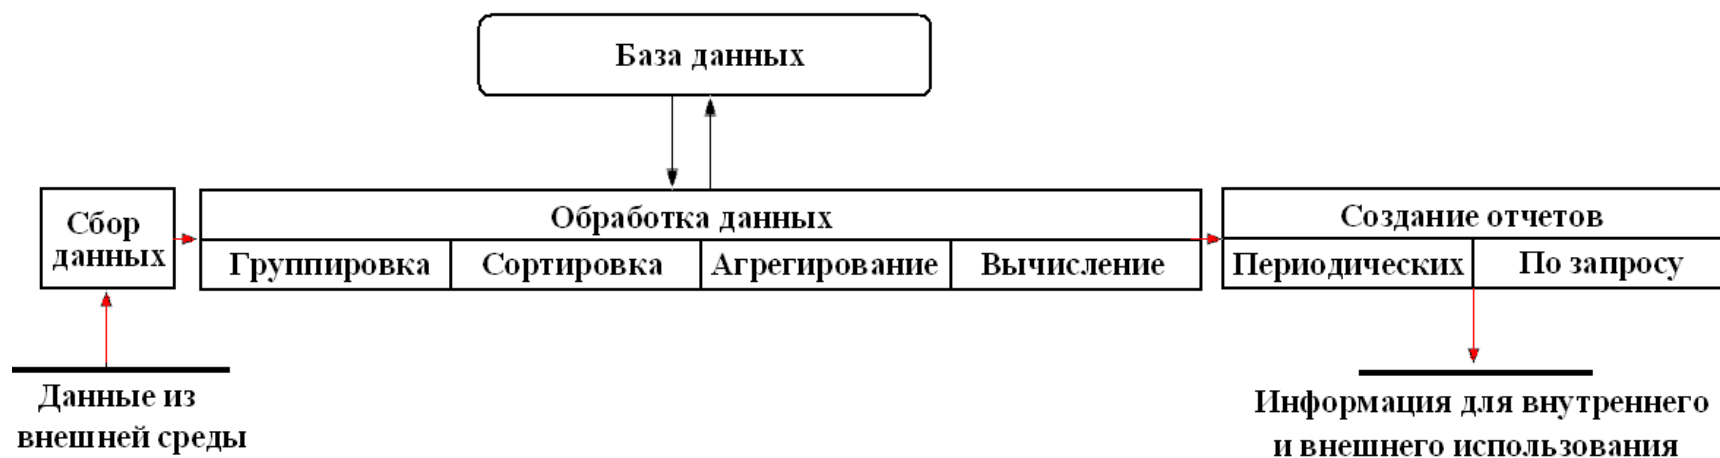 База данных
Сбор
данных
Обработка данных
Группировка
Сортировка
Агрегирование
Вычисление
Создание отчетов
Периодических
По запросу
Данные из
внешней среды
Информация для внутреннего
и внешнего использования